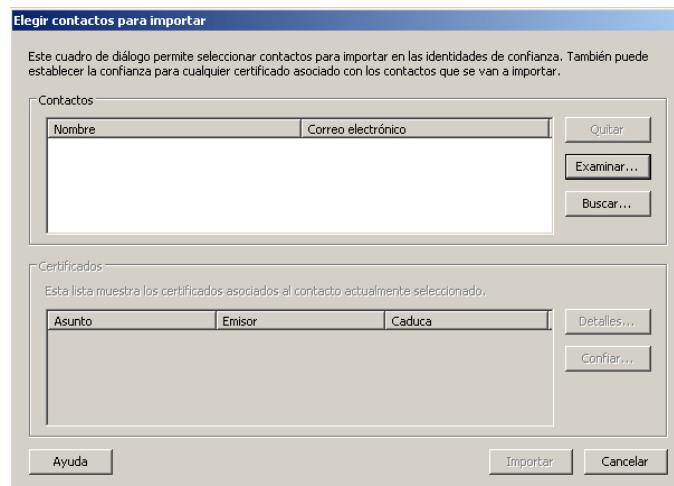 Elegir contactos para importar
Este cuadro de diálogo permite seleccionar contactos para importar en las identidades de confianza. También puede
establecer la confianza para cualquier certificado asociado con los contactos que se van a importar.
Contactos
Nombre Correo electrónico
Quitar
Examinar...
Buscar...
Certificados
Esta lista muestra los certificados asociados al contacto actualmente seleccionado.
Asunto Emisor Caduca
Detalles...
Confiar...
Ayuda Importar Cancelar